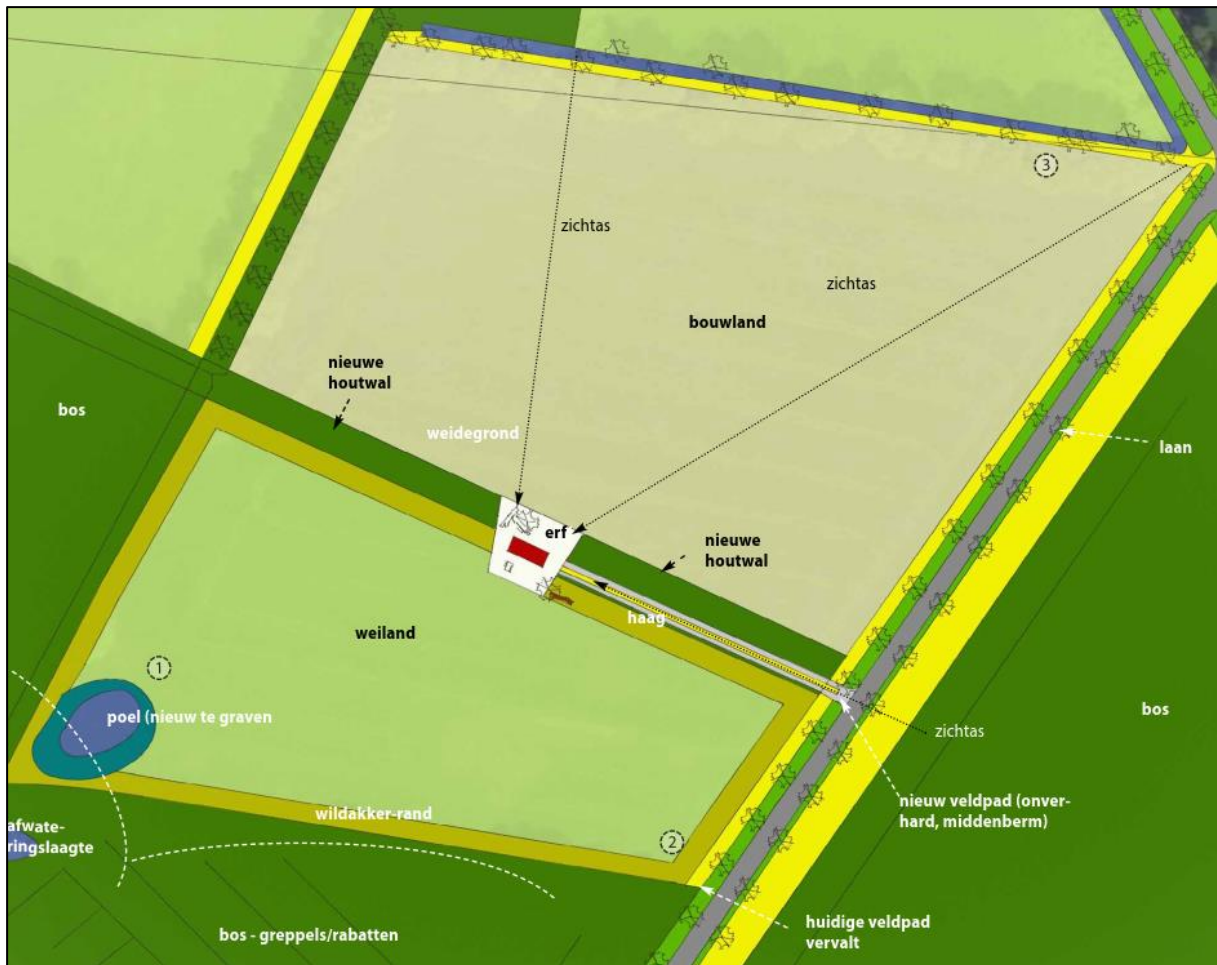 3
zichtas
zichtas
bouwland
nieuwe
houtwal
bos
weidegrond
laan
erf
nieuwe
houtwal
haag
weiland
1
poel (nieuw te graven
bos
zichtas
nieuw veldpad (onver-
hard, middenberm)
wildakker-rand
afwate-
ringslaagte
2
huidige veldpad
vervalt
bos - greppels/rabatten